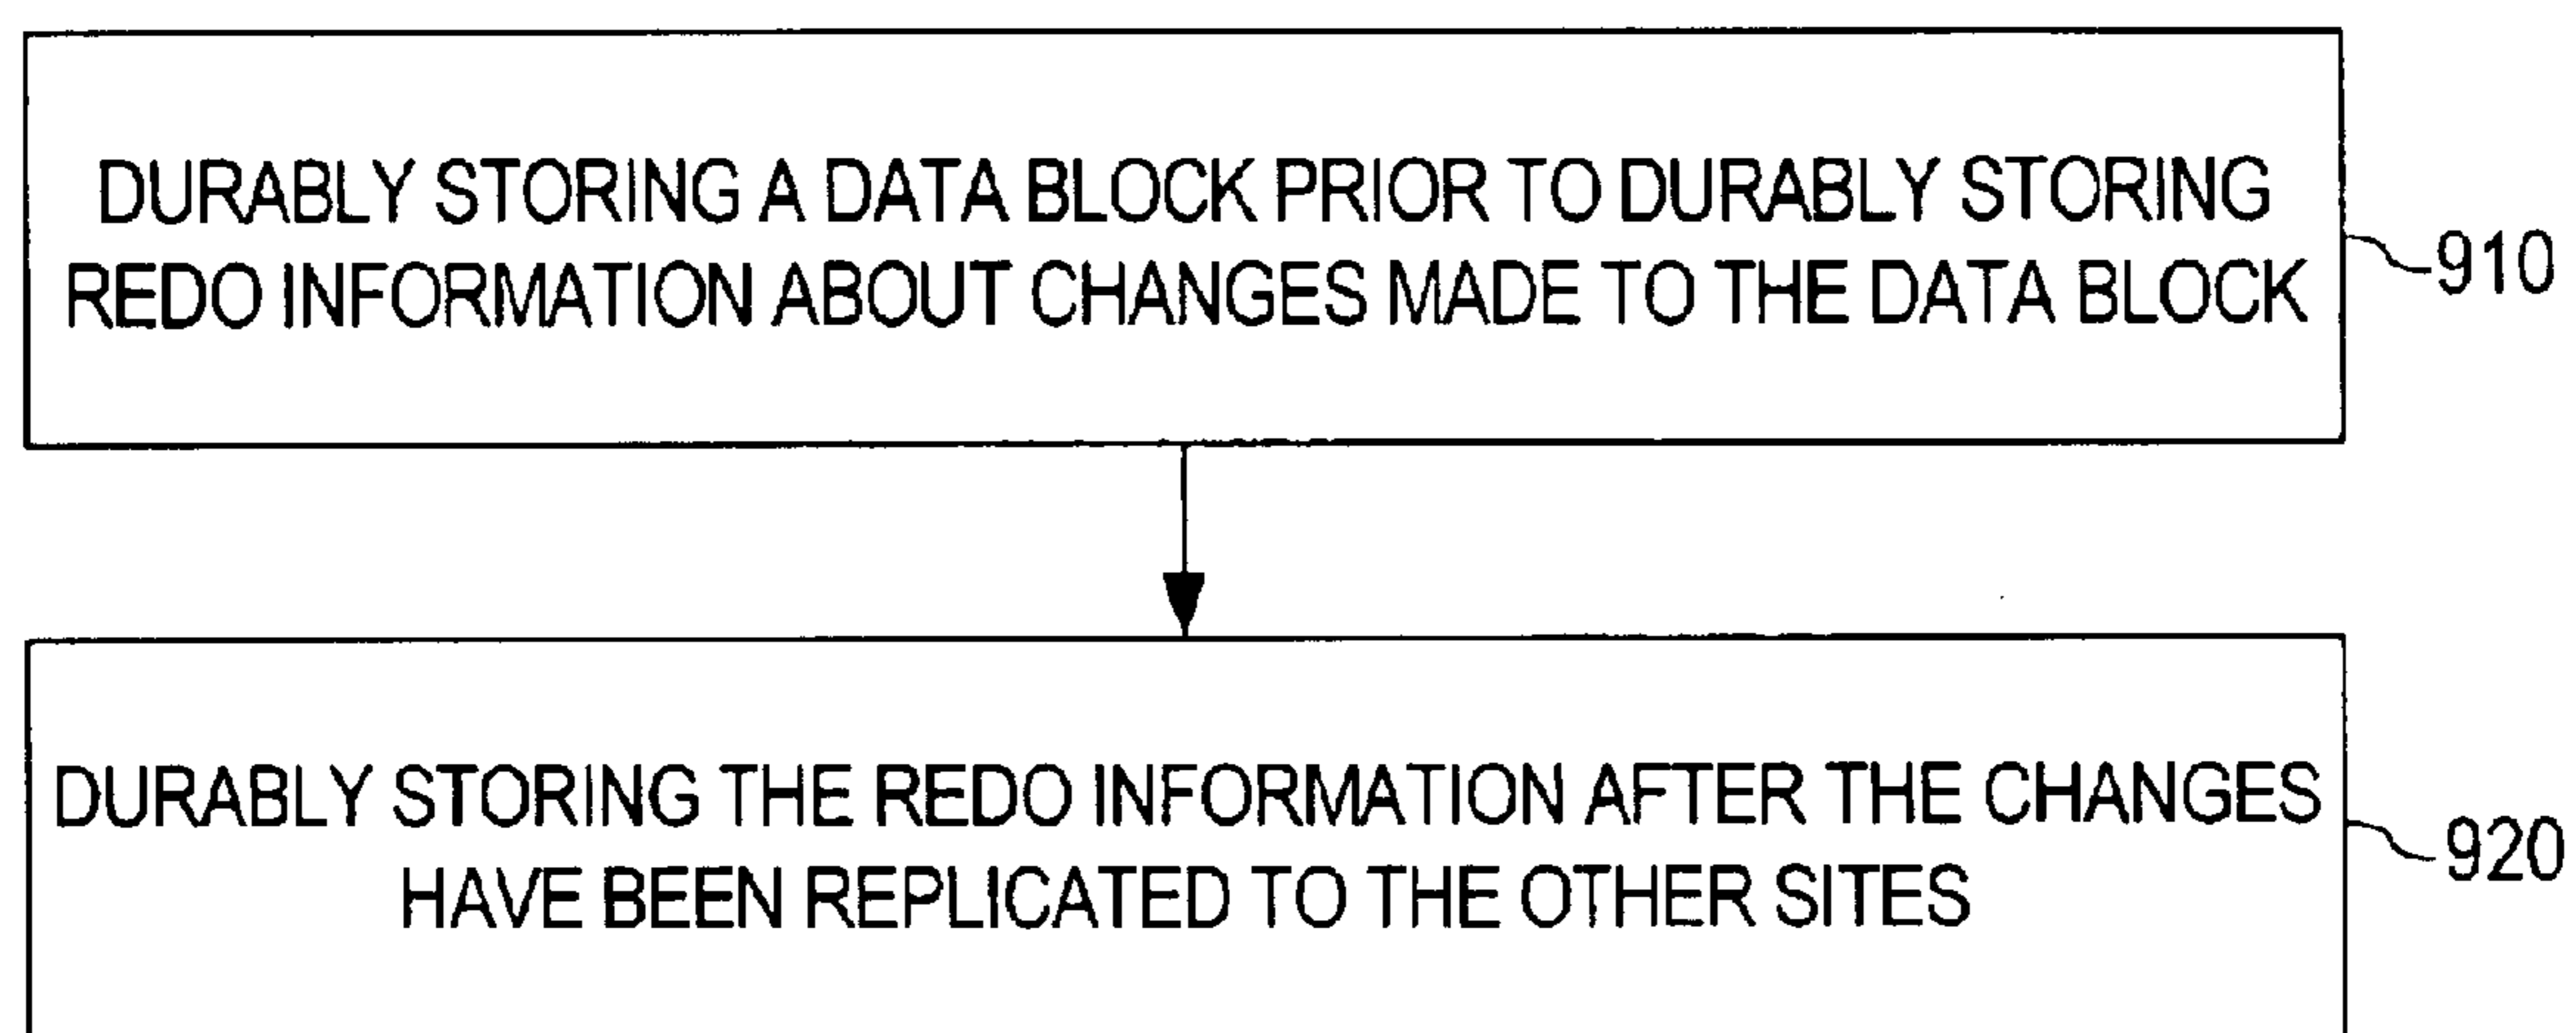 DURABLY STORING A DATA BLOCK PRIOR TO DURABLY STORING
REDO INFORMATION ABOUT CHANGES MADE TO THE DATA BLOCK
910
DURABLY STORING THE REDO INFORMATION AFTER THE CHANGES
HAVE BEEN REPLICATED TO THE OTHER SITES
920